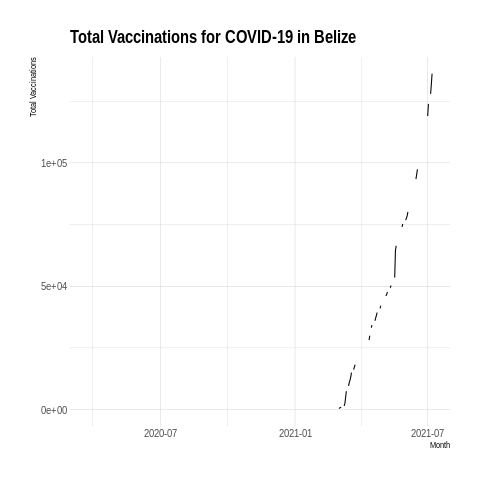 Total Vaccinations for COVID-19 in Belize
Total Vaccinations
1e+05
5e+04
0e+00
2020-07
2021-01
2021-07
Month